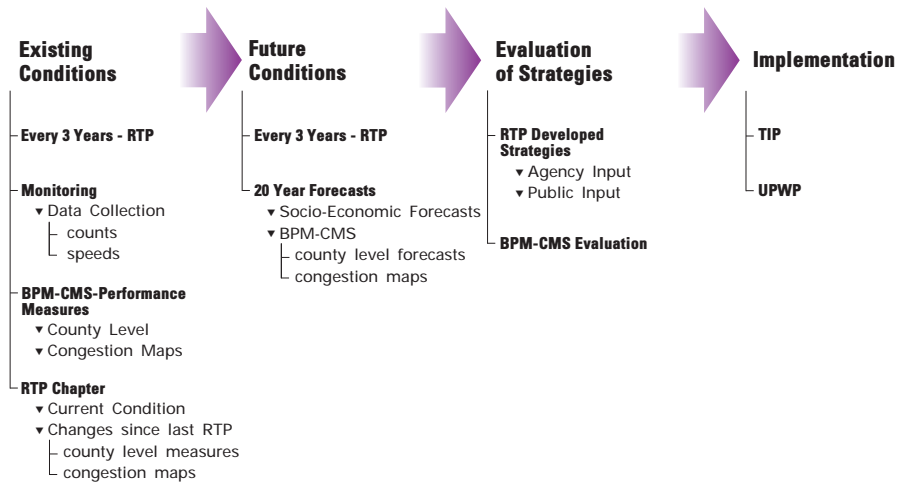 Existing
Conditions
Every 3 Years - RTP
Monitoring
Data Collection
counts
speeds
BPM-CMS-Performance
Measures
County Level
Congestion Maps
RTP Chapter
Current Condition
Changes since last RTP
county level measures
congestion maps
Future
Conditions
Every 3 Years - RTP
20 Year Forecasts
Socio-Economic Forecasts
BPM-CMS
county level forecasts
congestion maps
Evaluation
of Strategies
RTP Developed
Strategies
Agency Input
Public Input
BPM-CMS Evaluation
Implementation
TIP
UPWP